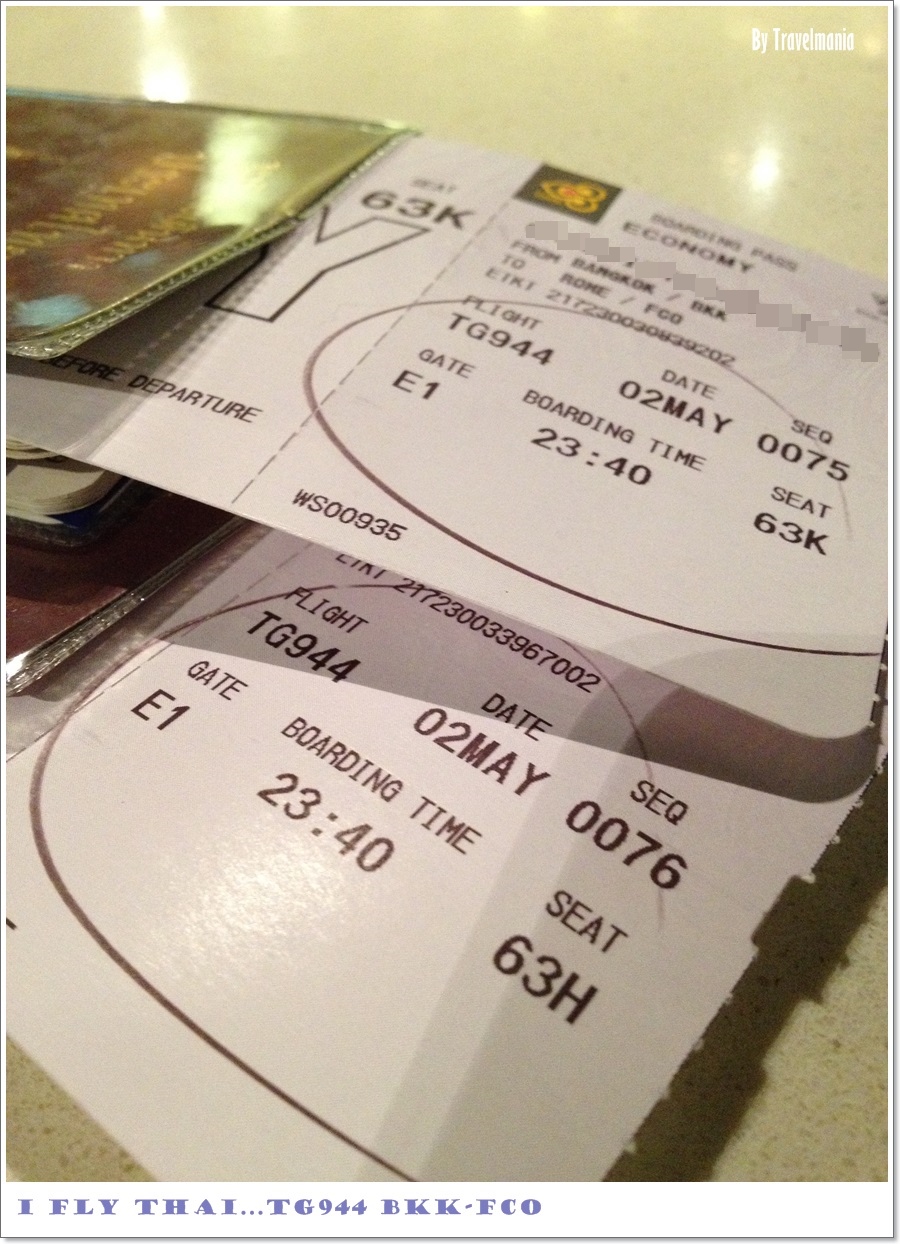 By Travelmania
SEAT
63K
Y
BEFORE DEPARTURE
BOARDING PASS
ECONOMY
FROM BANGKOK / BKK
TO ROME / FCO
ETKT 217230030839202
FLIGHT
TG944
GATE
E1
DATE
02MAY
BOARDING TIME
23:40
SEQ
0075
SEAT
63K
WS00935
ETKT 2172300333967002
FLIGHT
TG944
GATE
E1
DATE
02MAY
BOARDING TIME
23:40
SEQ
0076
SEAT
63H
I FLY THAI...TG944 BKK-FCO